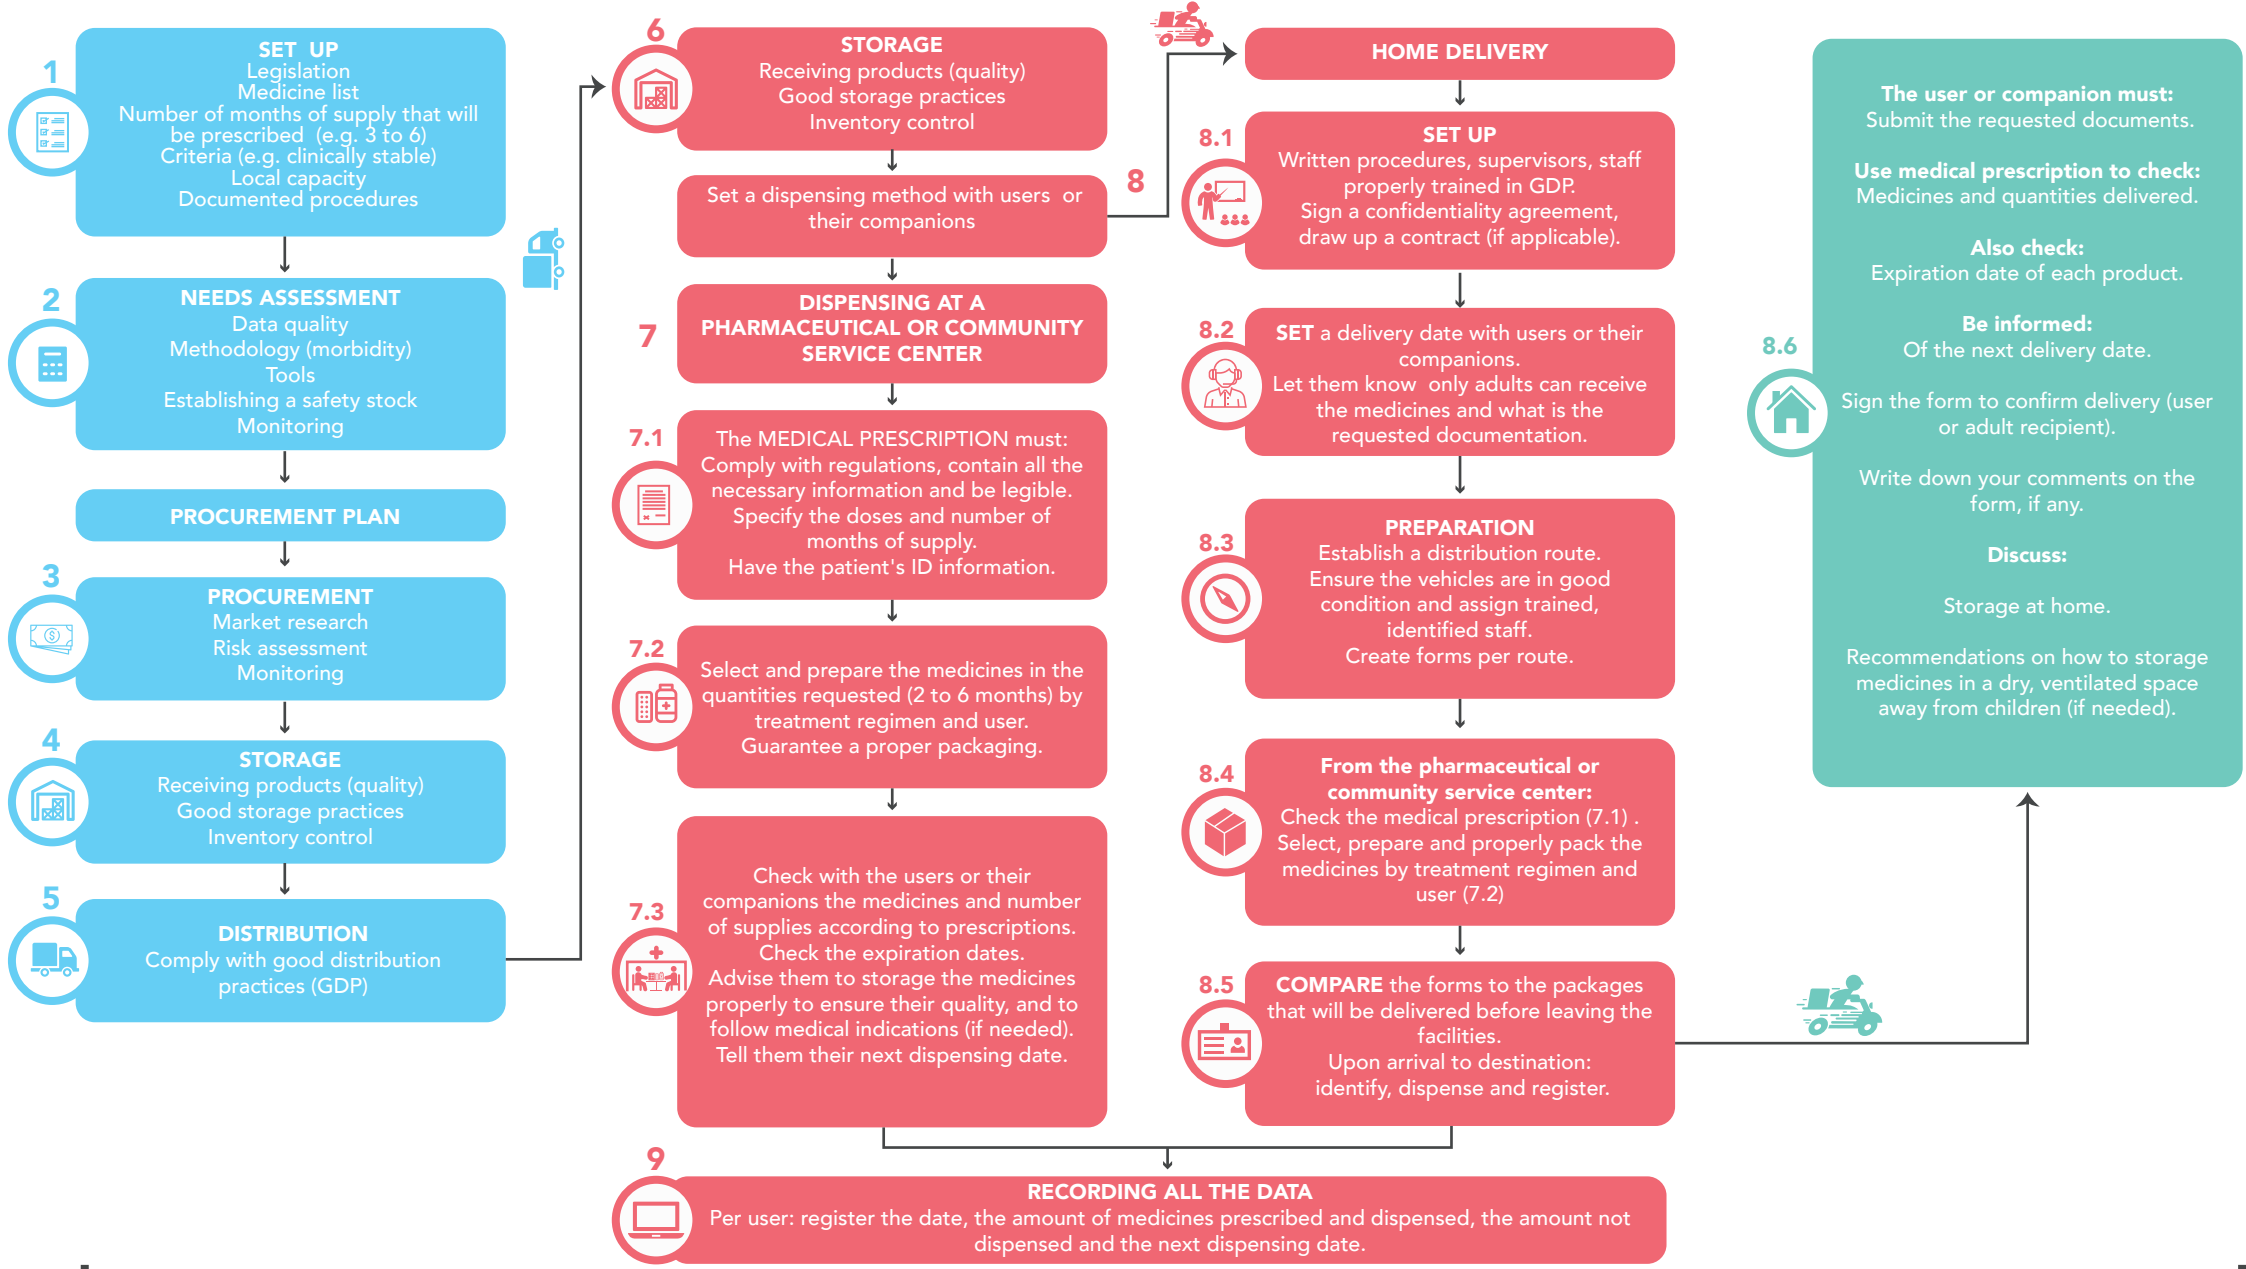 1
SET UP
Legislation
Medicine list
Number of months of supply that will
be prescribed (e.g. 3 to 6)
Criteria (e.g. clinically stable)
Local capacity
Documented procedures
2
NEEDS ASSESSMENT
Data quality
Methodology (morbidity)
Tools
Establishing a safety stock
Monitoring
PROCUREMENT PLAN
3
PROCUREMENT
Market research
Risk assessment
Monitoring
4
STORAGE
Receiving products (quality)
Good storage practices
Inventory control
5
DISTRIBUTION
Comply with good distribution
practices (GDP)
6
STORAGE
Receiving products (quality)
Good storage practices
Inventory control
Set a dispensing method with users or
their companions
7
DISPENSING AT A
PHARMACEUTICAL OR COMMUNITY
SERVICE CENTER
7.1
The MEDICAL PRESCRIPTION must:
Comply with regulations, contain all the
necessary information and be legible.
Specify the doses and number of
months of supply.
Have the patient's ID information.
7.2
Select and prepare the medicines in the
quantities requested (2 to 6 months) by
treatment regimen and user.
Guarantee a proper packaging.
7.3
Check with the users or their
companions the medicines and number
of supplies according to prescriptions.
Check the expiration dates.
Advise them to storage the medicines
properly to ensure their quality, and to
follow medical indications (if needed).
Tell them their next dispensing date.
8
HOME DELIVERY
8.1
SET UP
Written procedures, supervisors, staff
properly trained in GDP.
Sign a confidentiality agreement,
draw up a contract (if applicable).
8.2
SET a delivery date with users or their
companions.
Let them know only adults can receive
the medicines and what is the
requested documentation.
8.3
PREPARATION
Establish a distribution route.
Ensure the vehicles are in good
condition and assign trained,
identified staff.
Create forms per route.
8.4
From the pharmaceutical or
community service center:
Check the medical prescription (7.1) .
Select, prepare and properly pack the
medicines by treatment regimen and
user (7.2)
8.5
COMPARE the forms to the packages
that will be delivered before leaving the
facilities.
Upon arrival to destination:
identify, dispense and register.
8.6
The user or companion must:
Submit the requested documents.
Use medical prescription to check:
Medicines and quantities delivered.
Also check:
Expiration date of each product.
Be informed:
Of the next delivery date.
Sign the form to confirm delivery (user
or adult recipient).
Write down your comments on the
form, if any.
Discuss:
Storage at home.
Recommendations on how to storage
medicines in a dry, ventilated space
away from children (if needed).
9
RECORDING ALL THE DATA
Per user: register the date, the amount of medicines prescribed and dispensed, the amount not
dispensed and the next dispensing date.